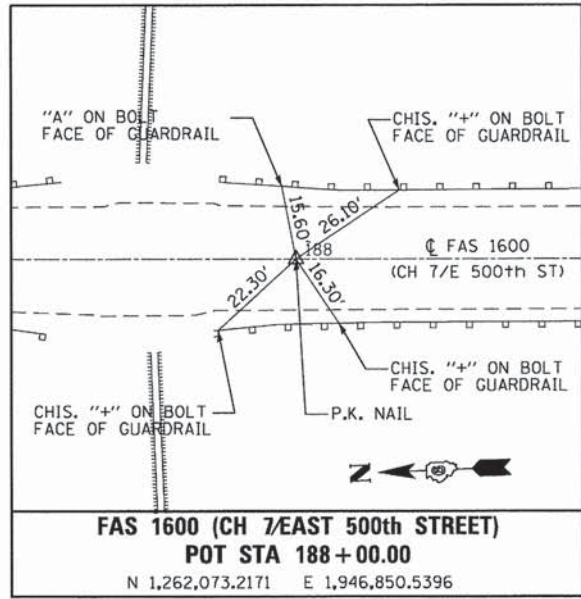 "A" ON BOLT
FACE OF GUARDRAIL
CHIS. "+" ON BOLT
FACE OF GUARDRAIL
15.60'
26.10'
188
℄ FAS 1600
(CH 7/E 500th ST)
22.30'
16.30'
CHIS. "+" ON BOLT
FACE OF GUARDRAIL
CHIS. "+" ON BOLT
FACE OF GUARDRAIL
P.K. NAIL
N
FAS 1600 (CH 7/EAST 500th STREET)
POT STA 188+00.00
N 1,262,073.2171 E 1,946,850.5396